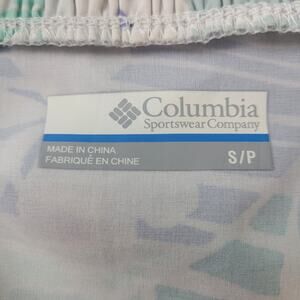 Columbia
Sportswear Company
MADE IN CHINA
FABRIQUÉ EN CHINE
S/P